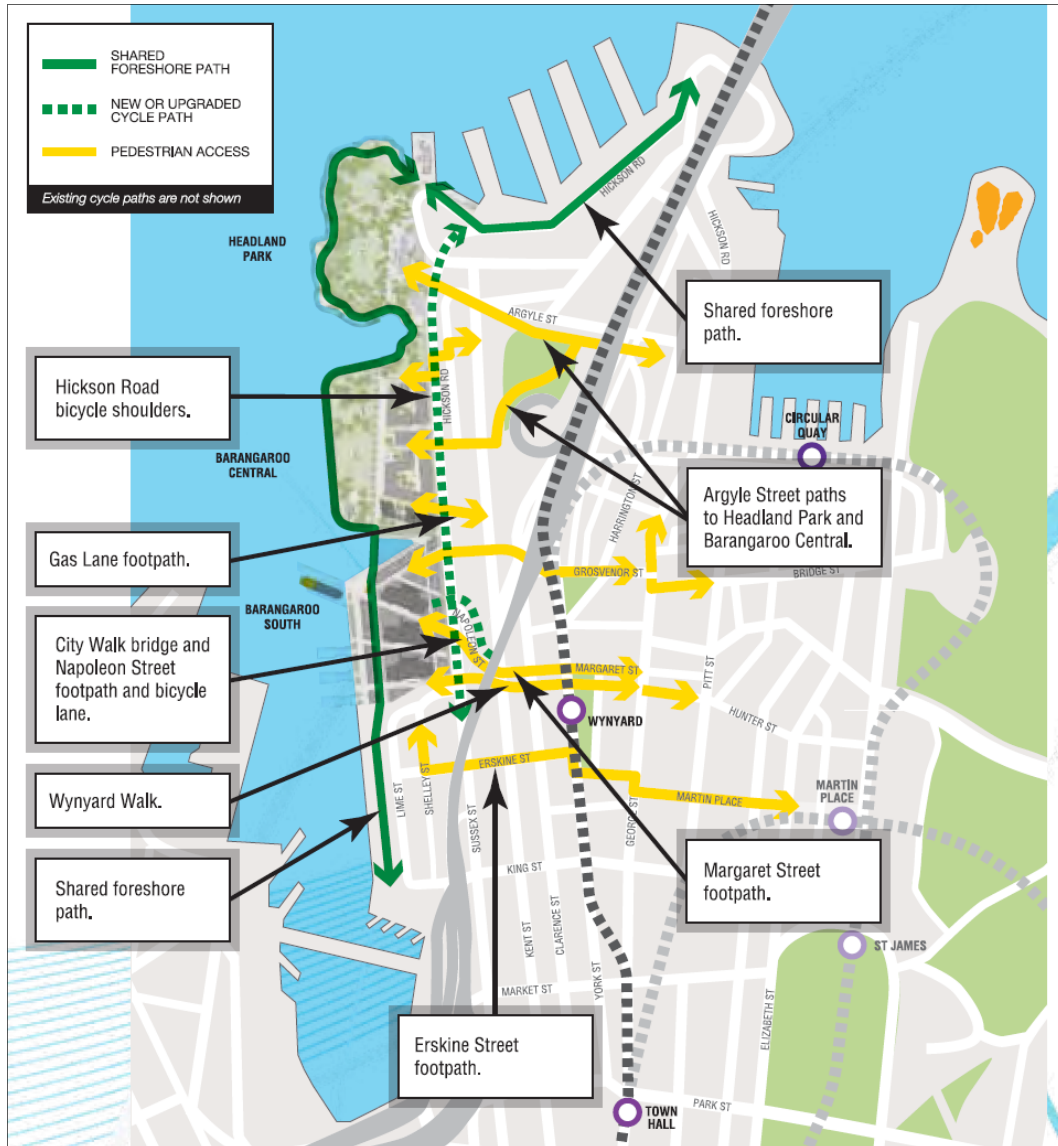 SHARED
FORESHORE PATH
NEW OR UPGRADED
CYCLE PATH
PEDESTRIAN ACCESS
Existing cycle paths are not shown
HICKSON RD
HICKSON RD
HEADLAND
PARK
Shared foreshore
path.
ARGYLE ST
Hickson Road
bicycle shoulders.
HICKSON RD
CIRCULAR
QUAY
BARANGAROO
CENTRAL
HARRINGTON ST
Argyle Street paths
to Headland Park and
Barangaroo Central.
Gas Lane footpath.
GROSVENOR ST
BRIDGE ST
BARANGAROO
SOUTH
NAPOLEON ST
City Walk bridge and
Napoleon Street
footpath and bicycle
lane.
MARGARET ST
PITT ST
HUNTER ST
WYNYARD
Wynyard Walk.
ERSKINE ST
LIME ST
SHELLEY ST
SUSSEX ST
MARTIN PLACE
GEORGE ST
MARTIN
PLACE
Shared foreshore
path.
KING ST
Margaret Street
footpath.
KENT ST
CLARENCE ST
YORK ST
ST JAMES
MARKET ST
ELIZABETH ST
Erskine Street
footpath.
PARK ST
TOWN
HALL